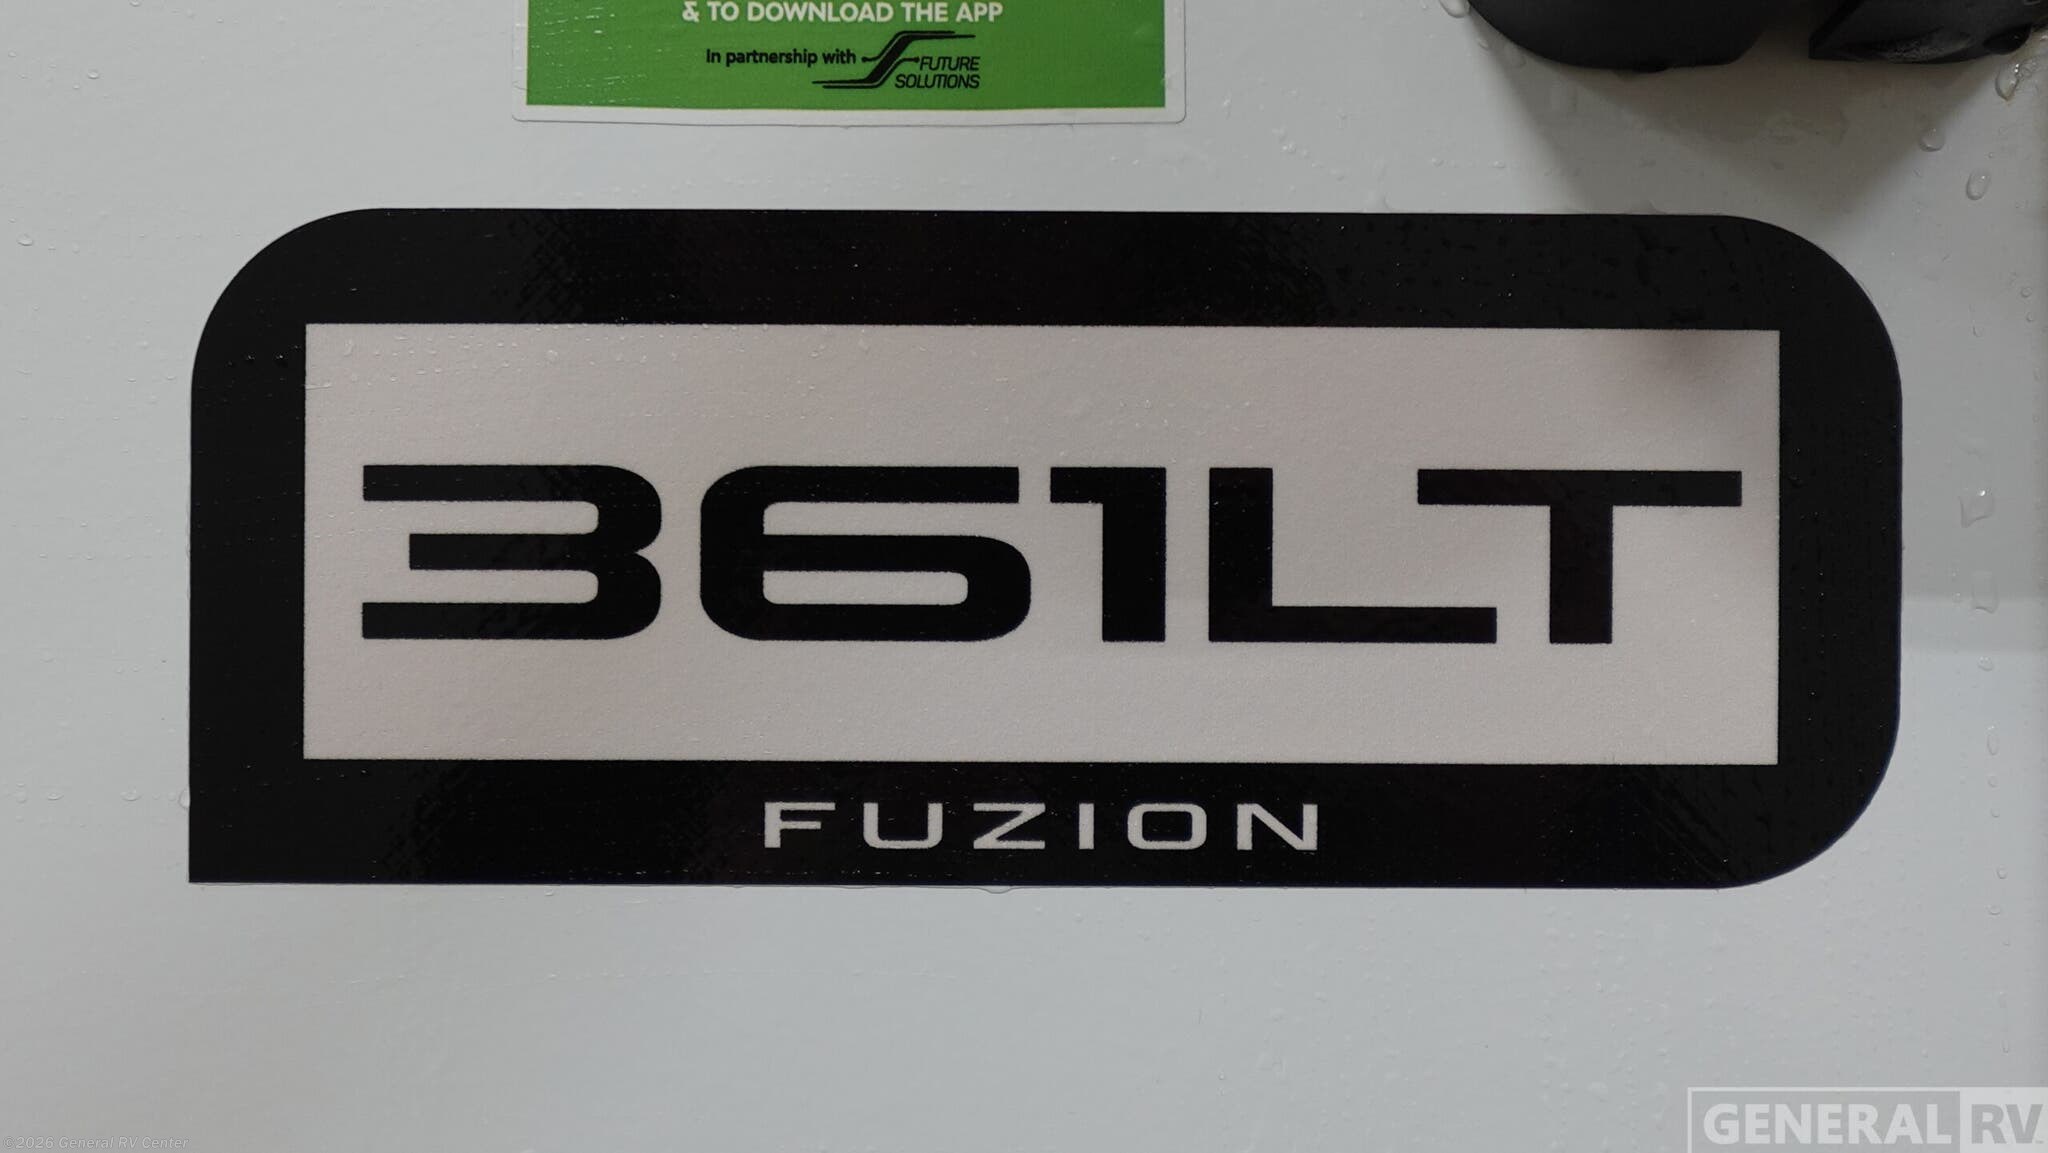 & TO DOWNLOAD THE APP
In partnership with FUTURE SOLUTIONS
361LT
FUZION
©2026 General RV Center
GENERAL RV